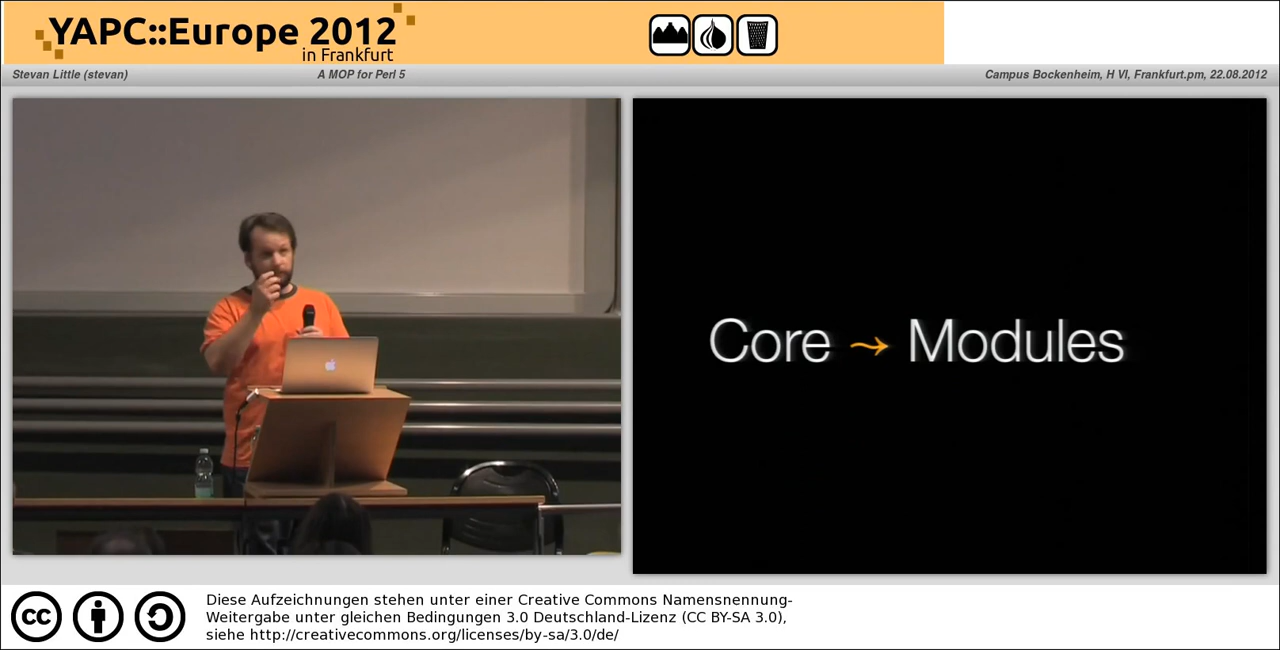 YAPC::Europe 2012
in Frankfurt
Stevan Little (stevan) A MOP for Perl 5 Campus Bockenheim, H VI, Frankfurt.pm, 22.08.2012
Core → Modules
cc
Diese Aufzeichnungen stehen unter einer Creative Commons Namensnennung-
Weitergabe unter gleichen Bedingungen 3.0 Deutschland-Lizenz (CC BY-SA 3.0),
siehe http://creativecommons.org/licenses/by-sa/3.0/de/